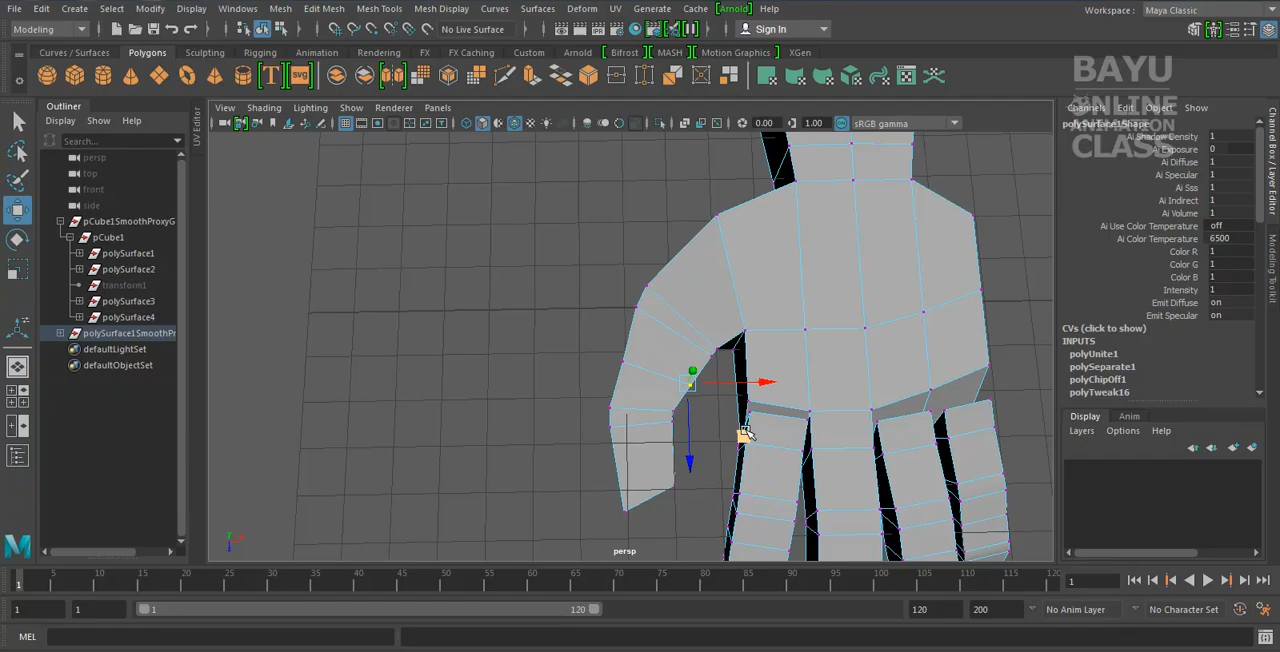 File Edit Create Select Modify Display Windows Mesh Edit Mesh Mesh Tools Mesh Display Curves Surfaces Deform UV Generate Cache [Arnold] Help
Workspace : Maya Classic
Modeling No Live Surface Sign In
Curves / Surfaces Polygons Sculpting Rigging Animation Rendering FX FX Caching Custom Arnold Bifrost MASH Motion Graphics XGen
T SVG
BAYU
ONLINE
ANIMATION
CLASS
Outliner
Display Show Help
Search...
persp
top
front
side
pCube1SmoothProxyG
pCube1
polySurface1
polySurface2
transform1
polySurface3
polySurface4
polySurface1SmoothPr
defaultLightSet
defaultObjectSet
UV Editor
View Shading Lighting Show Renderer Panels
0.00 1.00 sRGB gamma
persp
Channels Edit Object Show
polySurface1Shape
Ai Shadow Density 1
Ai Exposure 0
Ai Diffuse 1
Ai Specular 1
Ai Sss 1
Ai Indirect 1
Ai Volume 1
Ai Use Color Temperature off
Ai Color Temperature 6500
Color R 1
Color G 1
Color B 1
Intensity 1
Emit Diffuse on
Emit Specular on
CVs (click to show)
INPUTS
polyUnite1
polySeparate1
polyChipOff1
polyTweak16
Display Anim
Layers Options Help
Channel Box / Layer Editor
Modeling Toolkit
1 5 10 15 20 25 30 35 40 45 50 55 60 65 70 75 80 85 90 95 100 105 110 115 120
1
1 1 1 120 120 200 No Anim Layer No Character Set
MEL